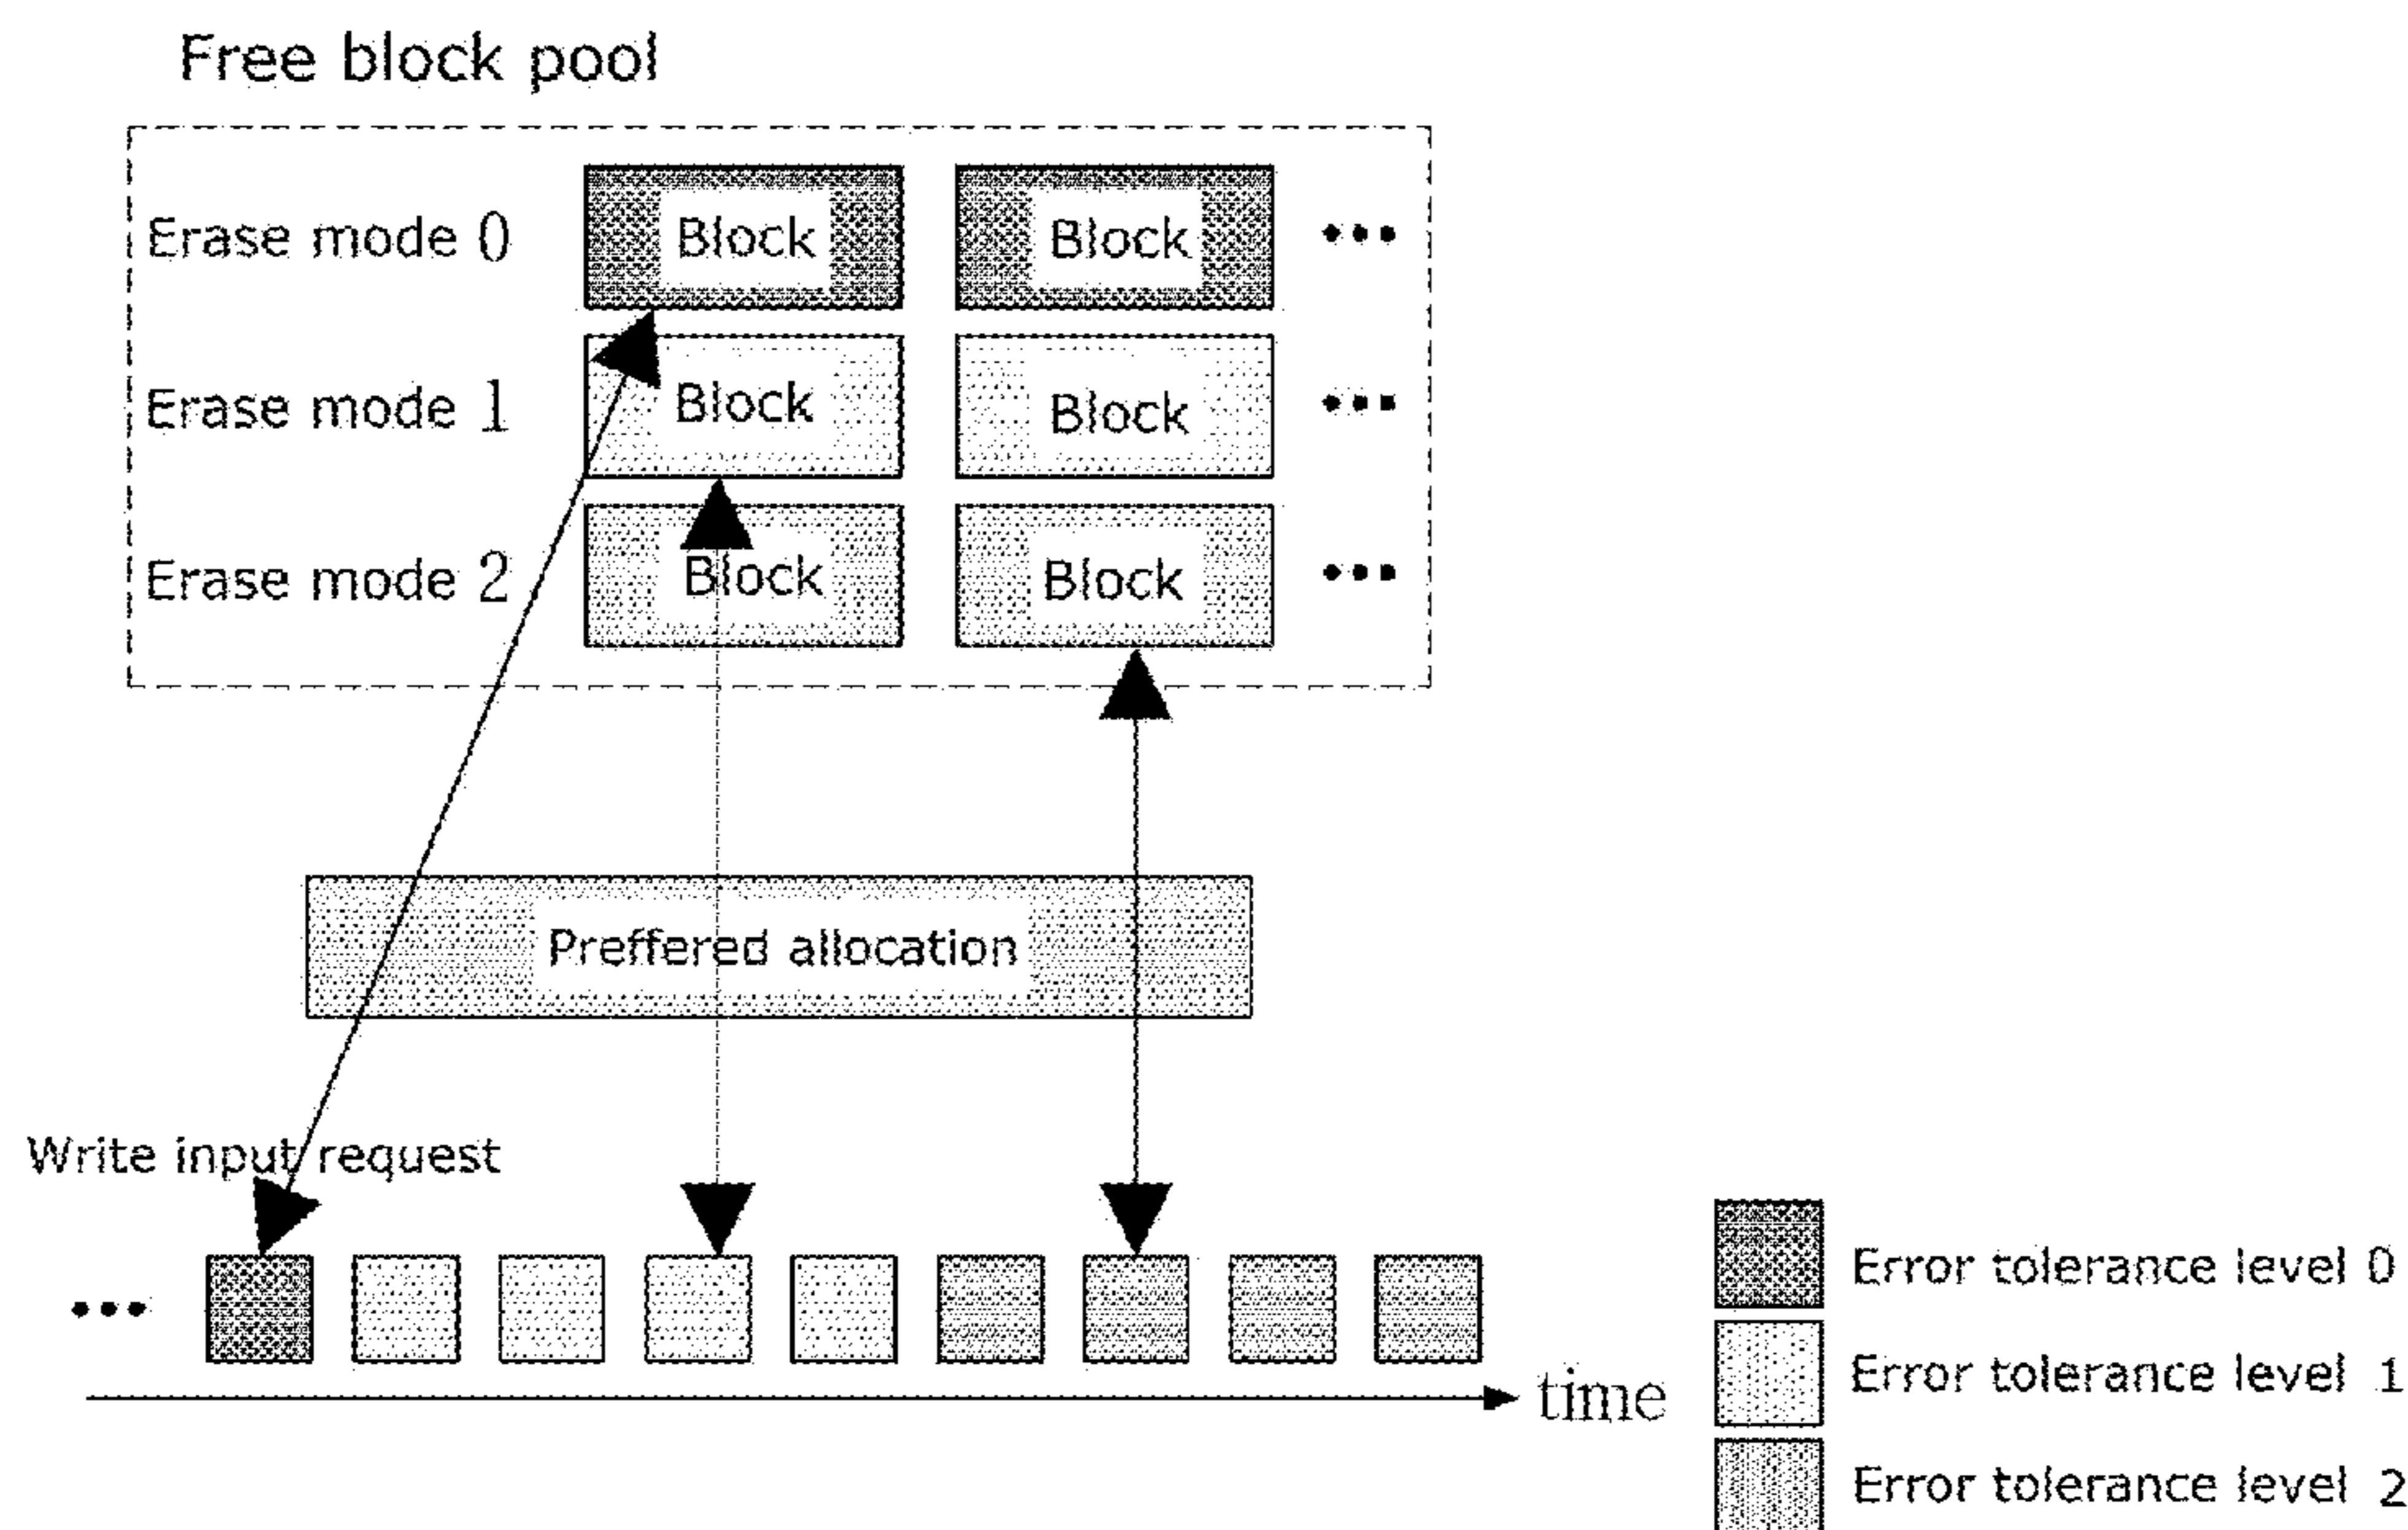 Free block pool
Erase mode 0 Block Block •••
Erase mode 1 Block Block •••
Erase mode 2 Block Block •••
Preffered allocation
Write input request
•••
time
Error tolerance level 0
Error tolerance level 1
Error tolerance level 2